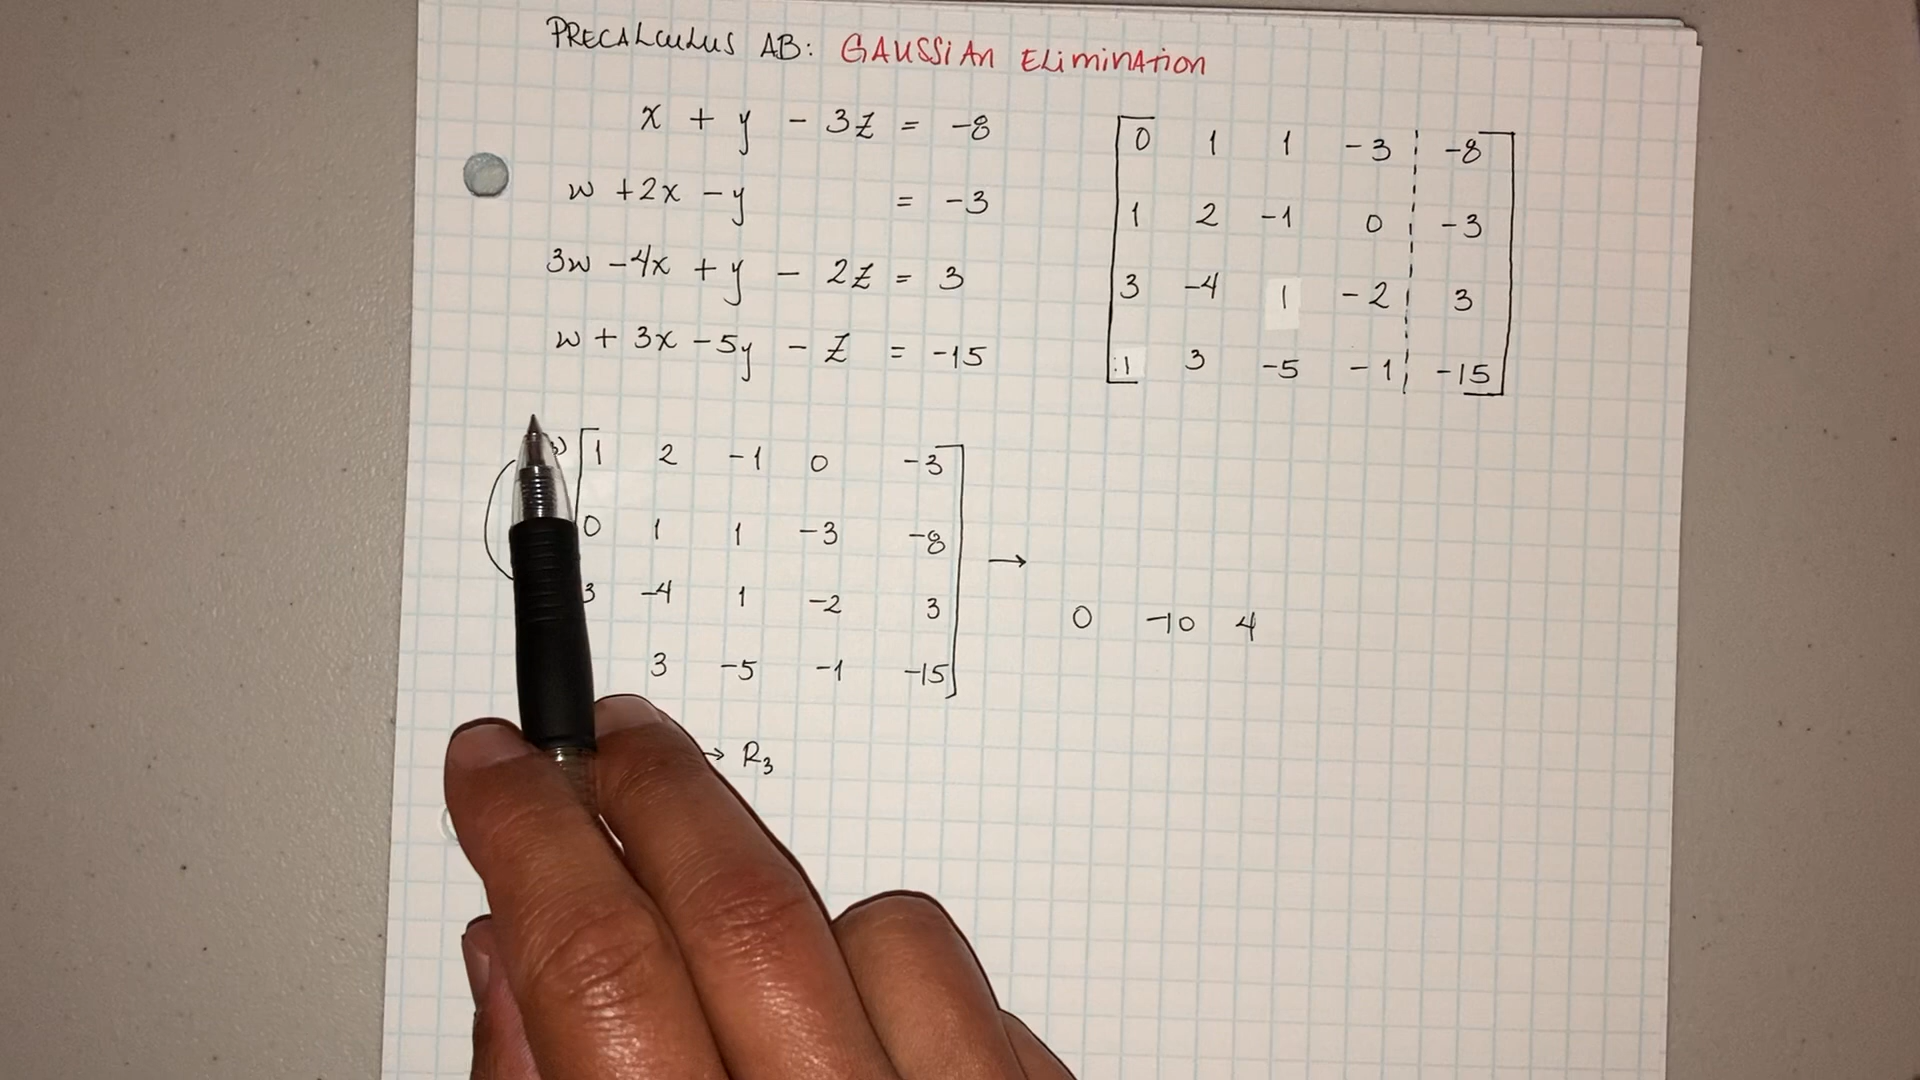 PRECALCULUS AB: GAUSSIAN ELIMINATION
x + y - 3z = -8
w + 2x - y = -3
3w - 4x + y - 2z = 3
w + 3x - 5y - z = -15
0 1 1 -3 -8
1 2 -1 0 -3
3 -4 1 -2 3
1 3 -5 -1 -15
1 2 -1 0 -3
0 1 1 -3 -8
3 -4 1 -2 3
3 -5 -1 -15
→
0 -10 4
→ R3